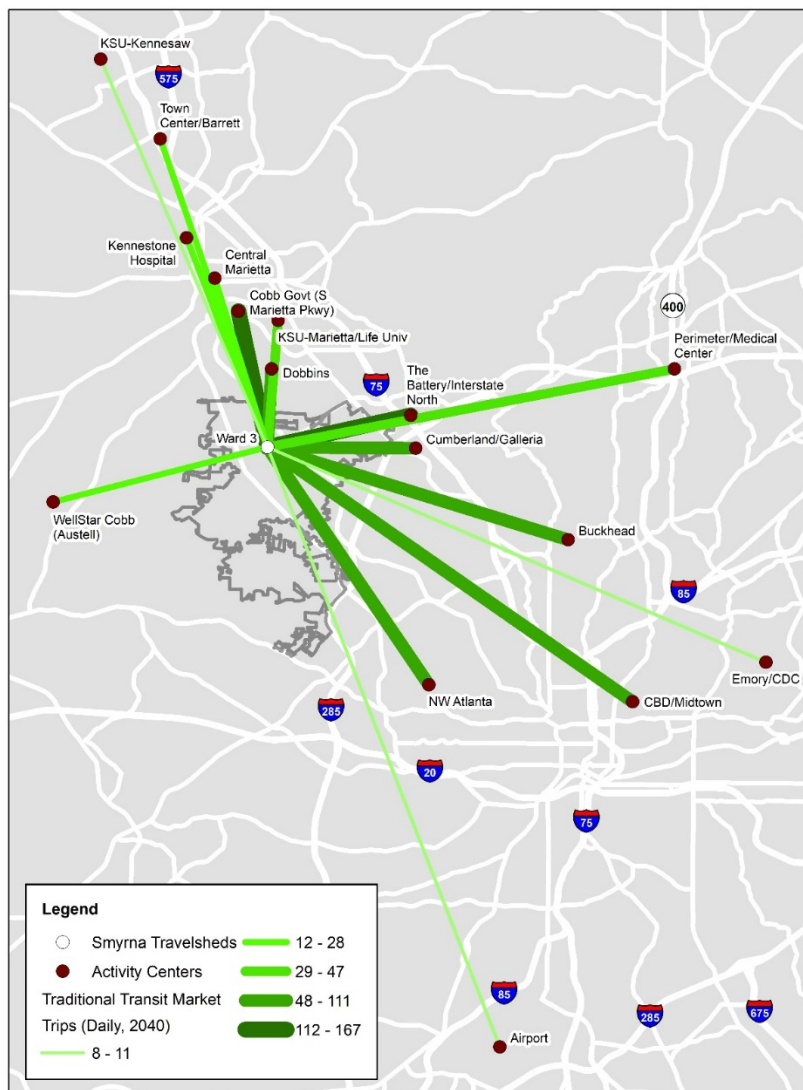 KSU-Kennesaw
575
Town
Center/Barrett
Kennestone
Hospital
Central
Marietta
Cobb Govt (S
Marietta Pkwy)
KSU-Marietta/Life Univ
400
Perimeter/Medical
Center
Dobbins
75
The
Battery/Interstate
North
Ward 3
Cumberland/Galleria
WellStar Cobb
(Austell)
Buckhead
85
Emory/CDC
NW Atlanta
CBD/Midtown
285
20
75
Legend
Smyrna Travelsheds
12 - 28
Activity Centers
29 - 47
Traditional Transit Market
48 - 111
Trips (Daily, 2040)
112 - 167
8 - 11
85
285
675
Airport